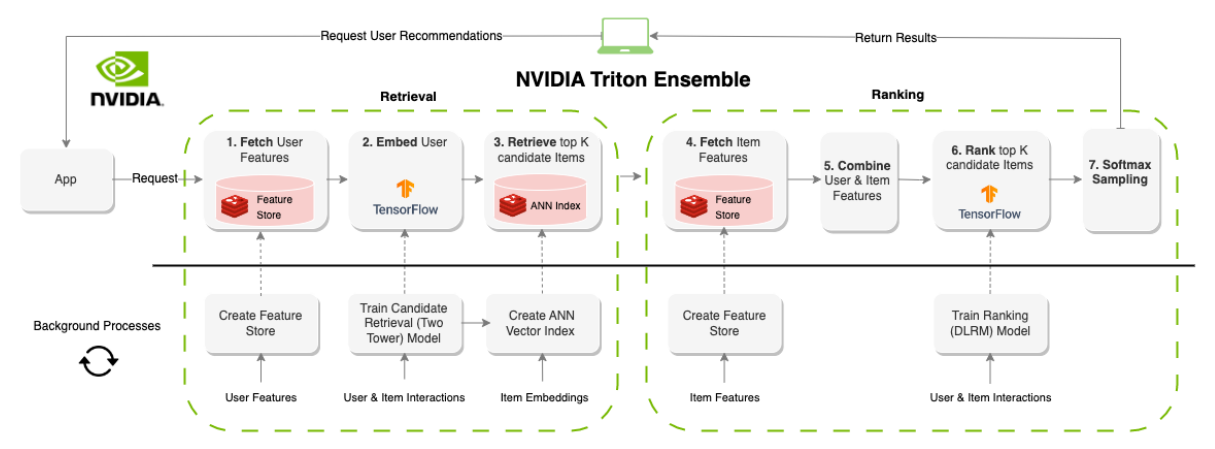 Request User Recommendations
Return Results
NVIDIA Triton Ensemble
NVIDIA.
Retrieval
Ranking
App
Request
1. Fetch User
Features
Feature
Store
2. Embed User
TensorFlow
3. Retrieve top K
candidate Items
ANN Index
4. Fetch Item
Features
Feature
Store
5. Combine
User & Item
Features
6. Rank top K
candidate Items
TensorFlow
7. Softmax
Sampling
Background Processes
Create Feature
Store
Train Candidate
Retrieval (Two
Tower) Model
Create ANN
Vector Index
Create Feature
Store
Train Ranking
(DLRM) Model
User Features
User & Item Interactions
Item Embeddings
Item Features
User & Item Interactions